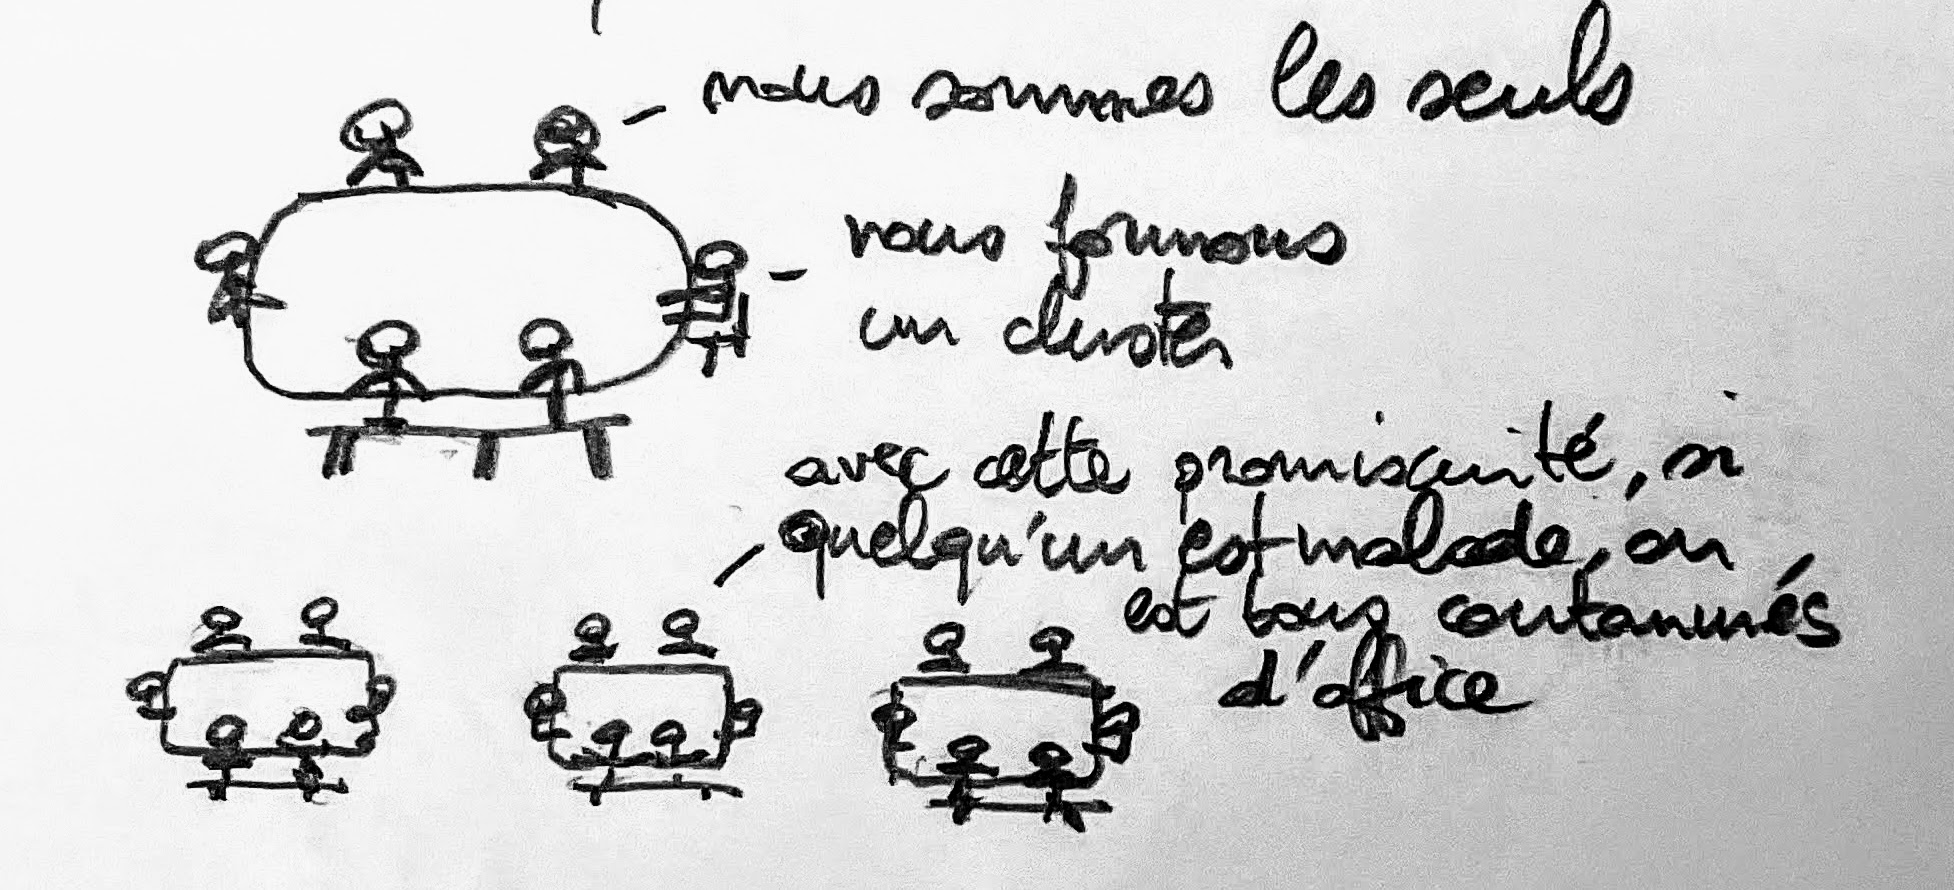 nous sommes les seuls
nous formons
un cluster
avec cette promiscuité, si
quelqu'un est malade, on
est tous contaminés
d'office